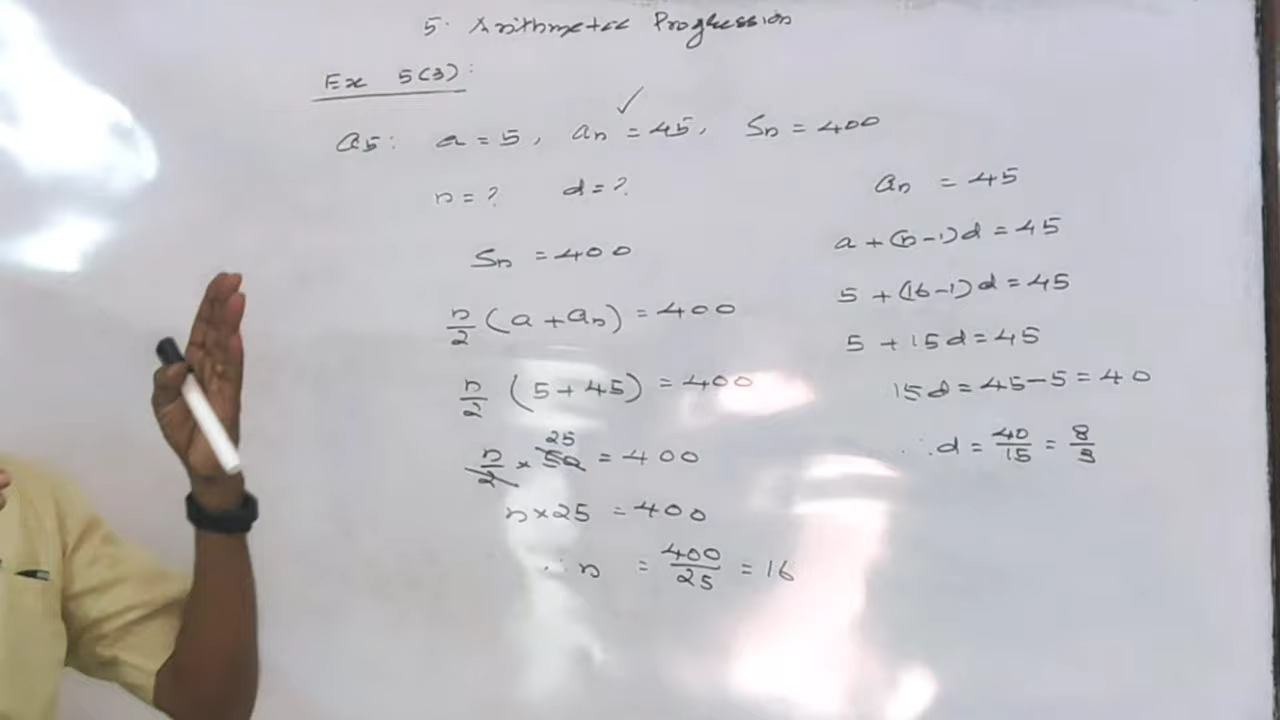 5. Arithmetic Progression
Ex 5(3):
Q5: a = 5, an = 45, Sn = 400
n = ? d = ?
Sn = 400
n/2 (a + an) = 400
n/2 (5 + 45) = 400
n/2 × 50 25 = 400
n × 25 = 400
∴ n = 400/25 = 16
an = 45
a + (n - 1)d = 45
5 + (16 - 1)d = 45
5 + 15d = 45
15d = 45 - 5 = 40
∴ d = 40/15 = 8/3